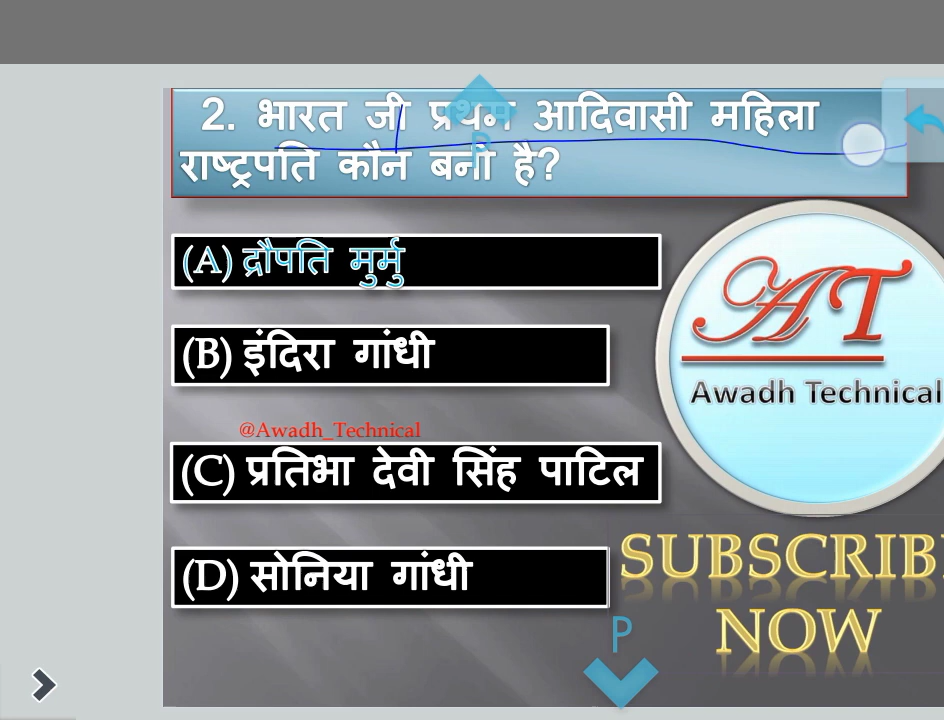 2. भारत जी प्रथम आदिवासी महिला
राष्ट्रपति कौन बनी है?
P
(A) द्रौपति मुर्मु
(B) इंदिरा गांधी
@Awadh_Technical
(C) प्रतिभा देवी सिंह पाटिल
(D) सोनिया गांधी
AT
Awadh Technical
SUBSCRIB
NOW
P